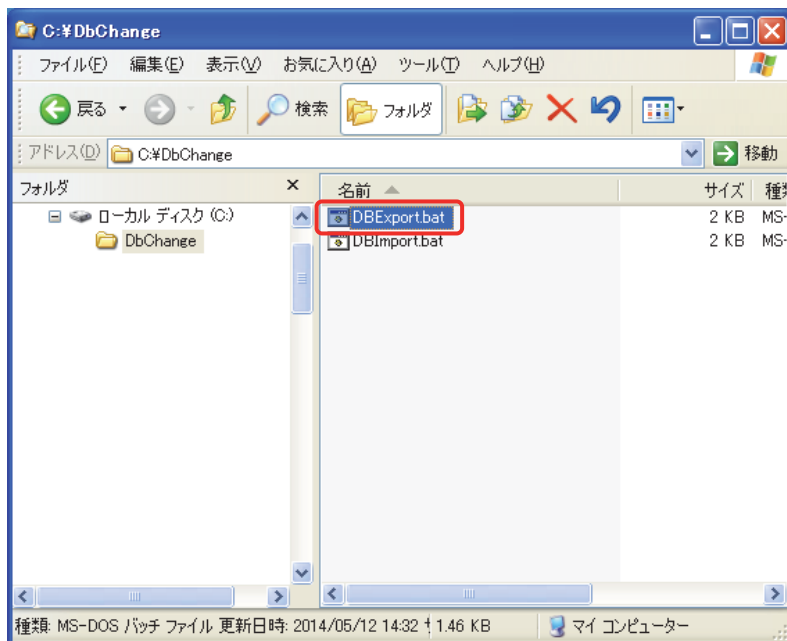 C:¥DbChange
ファイル(F) 編集(E) 表示(V) お気に入り(A) ツール(T) ヘルプ(H)
戻る 検索 フォルダ
アドレス(D) C:¥DbChange 移動
フォルダ × 名前 サイズ 種
ローカル ディスク (C:) DBExport.bat 2 KB MS-
DbChange DBImport.bat 2 KB MS-
種類: MS-DOS バッチ ファイル 更新日時: 2014/05/12 14:32 1.46 KB マイ コンピューター